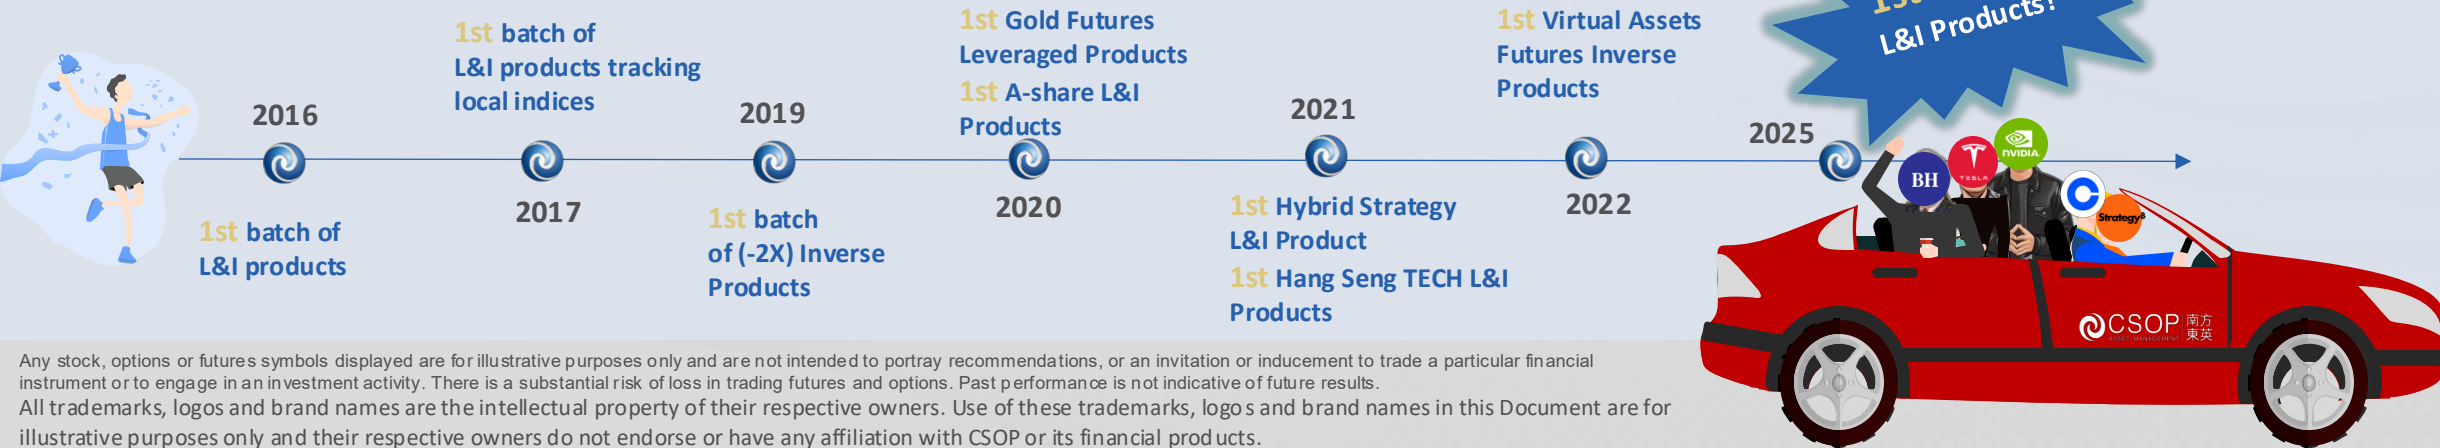 2016
1st batch of
L&I products
1st batch of
L&I products tracking
local indices
2017
2019
1st batch
of (-2X) Inverse
Products
1st Gold Futures
Leveraged Products
1st A-share L&I
Products
2020
2021
1st Hybrid Strategy
L&I Product
1st Hang Seng TECH L&I
Products
1st Virtual Assets
Futures Inverse
Products
2022
2025
1st
L&I Products!
BH
TESLA
NVIDIA
Strategy
CSOP 南方
ASSET MANAGEMENT 東英
Any stock, options or futures symbols displayed are for illustrative purposes only and are not intended to portray recommendations, or an invitation or inducement to trade a particular financial
instrument or to engage in an investment activity. There is a substantial risk of loss in trading futures and options. Past performance is not indicative of future results.
All trademarks, logos and brand names are the intellectual property of their respective owners. Use of these trademarks, logos and brand names in this Document are for
illustrative purposes only and their respective owners do not endorse or have any affiliation with CSOP or its financial products.